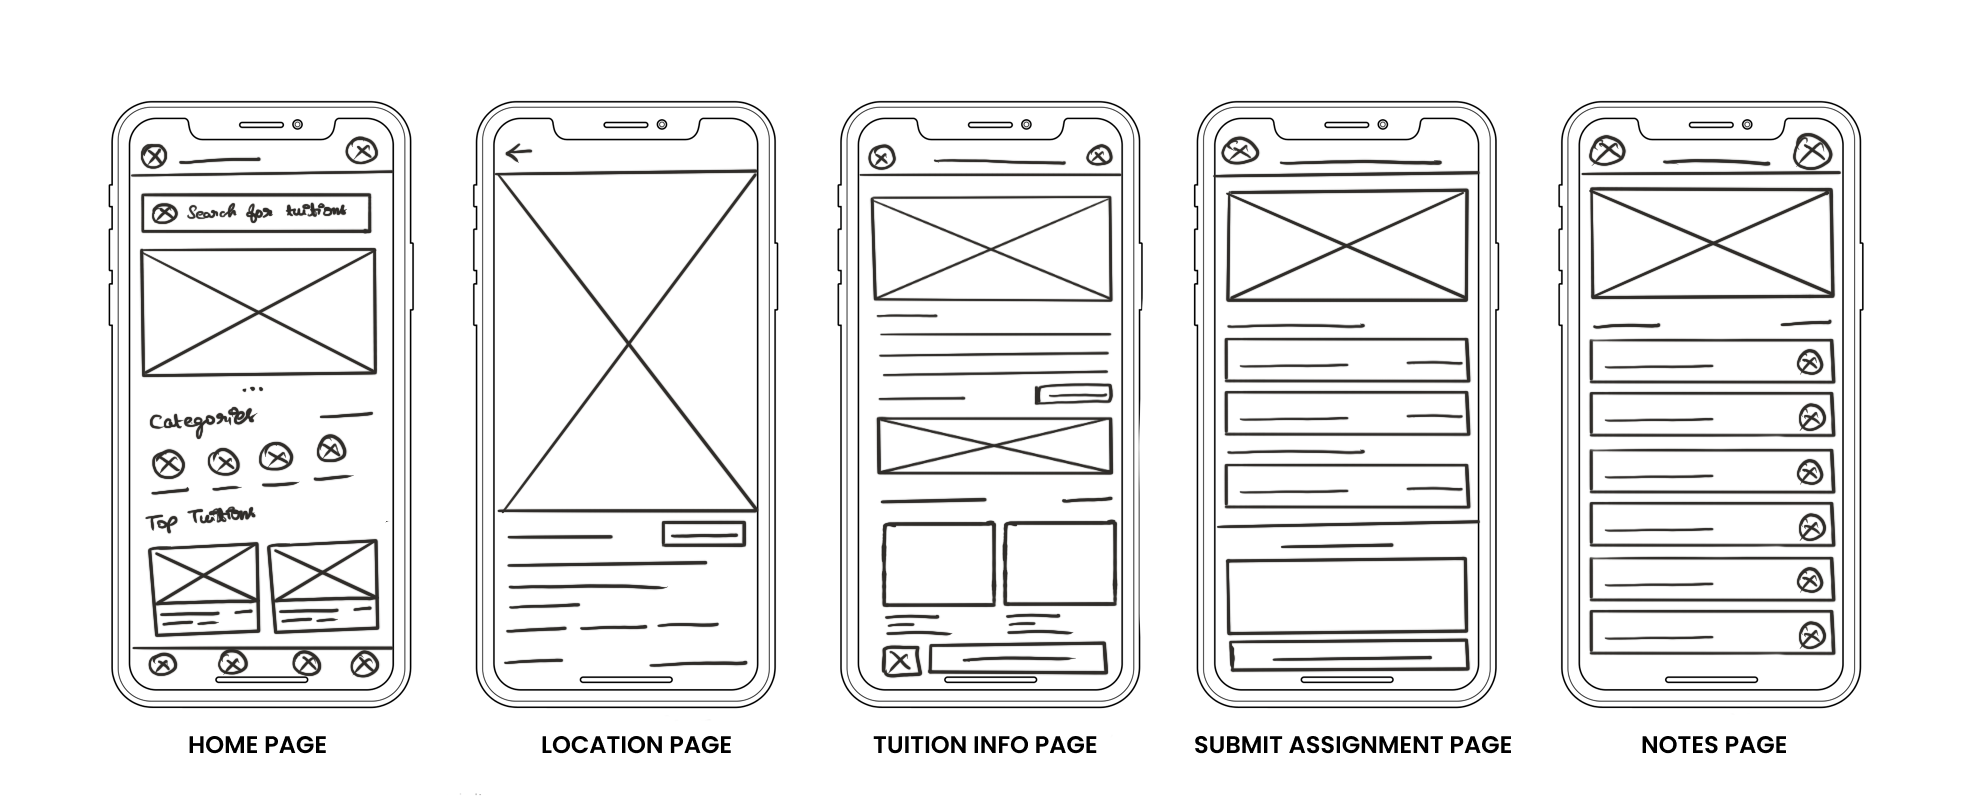 Search for tuitions
...
Categories
Top Tuitions
HOME PAGE
LOCATION PAGE
TUITION INFO PAGE
SUBMIT ASSIGNMENT PAGE
NOTES PAGE